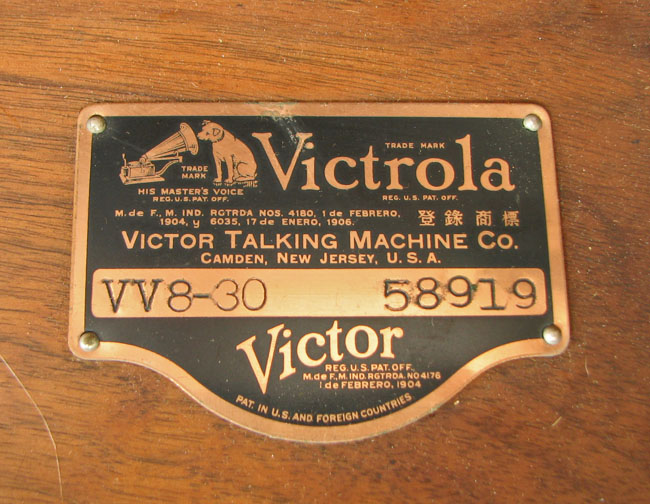 TRADE MARK
HIS MASTER'S VOICE
REG. U.S. PAT. OFF.
TRADE MARK
Victrola
REG. U.S. PAT. OFF.
M. de F., M. IND. RGTRDA NOS. 4180, 1 de FEBRERO,
1904, y 6035, 17 de ENERO, 1906.
登錄商標
VICTOR TALKING MACHINE CO.
CAMDEN, NEW JERSEY, U. S. A.
VV8-30 58919
Victor
REG. U.S. PAT. OFF.
M. de F., M. IND. RGTRDA. NO 4176
1 de FEBRERO, 1904
PAT. IN U.S. AND FOREIGN COUNTRIES